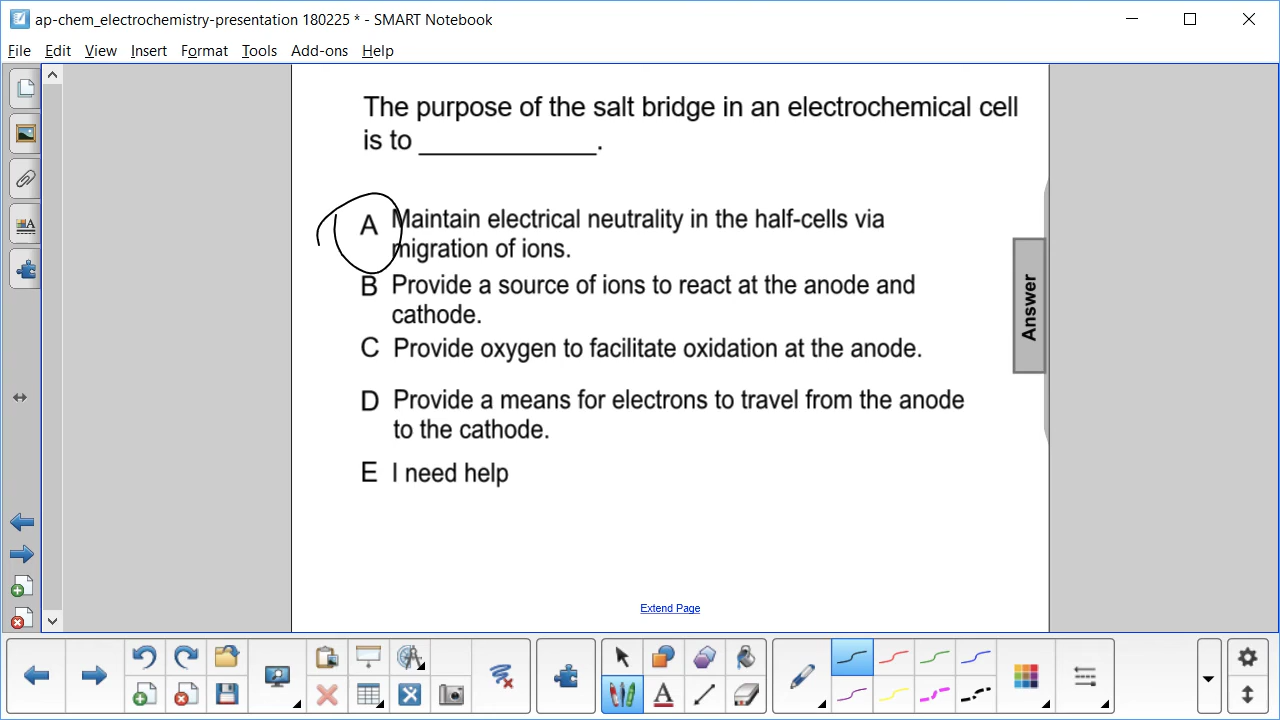 ap-chem_electrochemistry-presentation 180225 * - SMART Notebook
File Edit View Insert Format Tools Add-ons Help
The purpose of the salt bridge in an electrochemical cell
is to ____________.
A Maintain electrical neutrality in the half-cells via
migration of ions.
B Provide a source of ions to react at the anode and
cathode.
C Provide oxygen to facilitate oxidation at the anode.
D Provide a means for electrons to travel from the anode
to the cathode.
E I need help
Answer
Extend Page